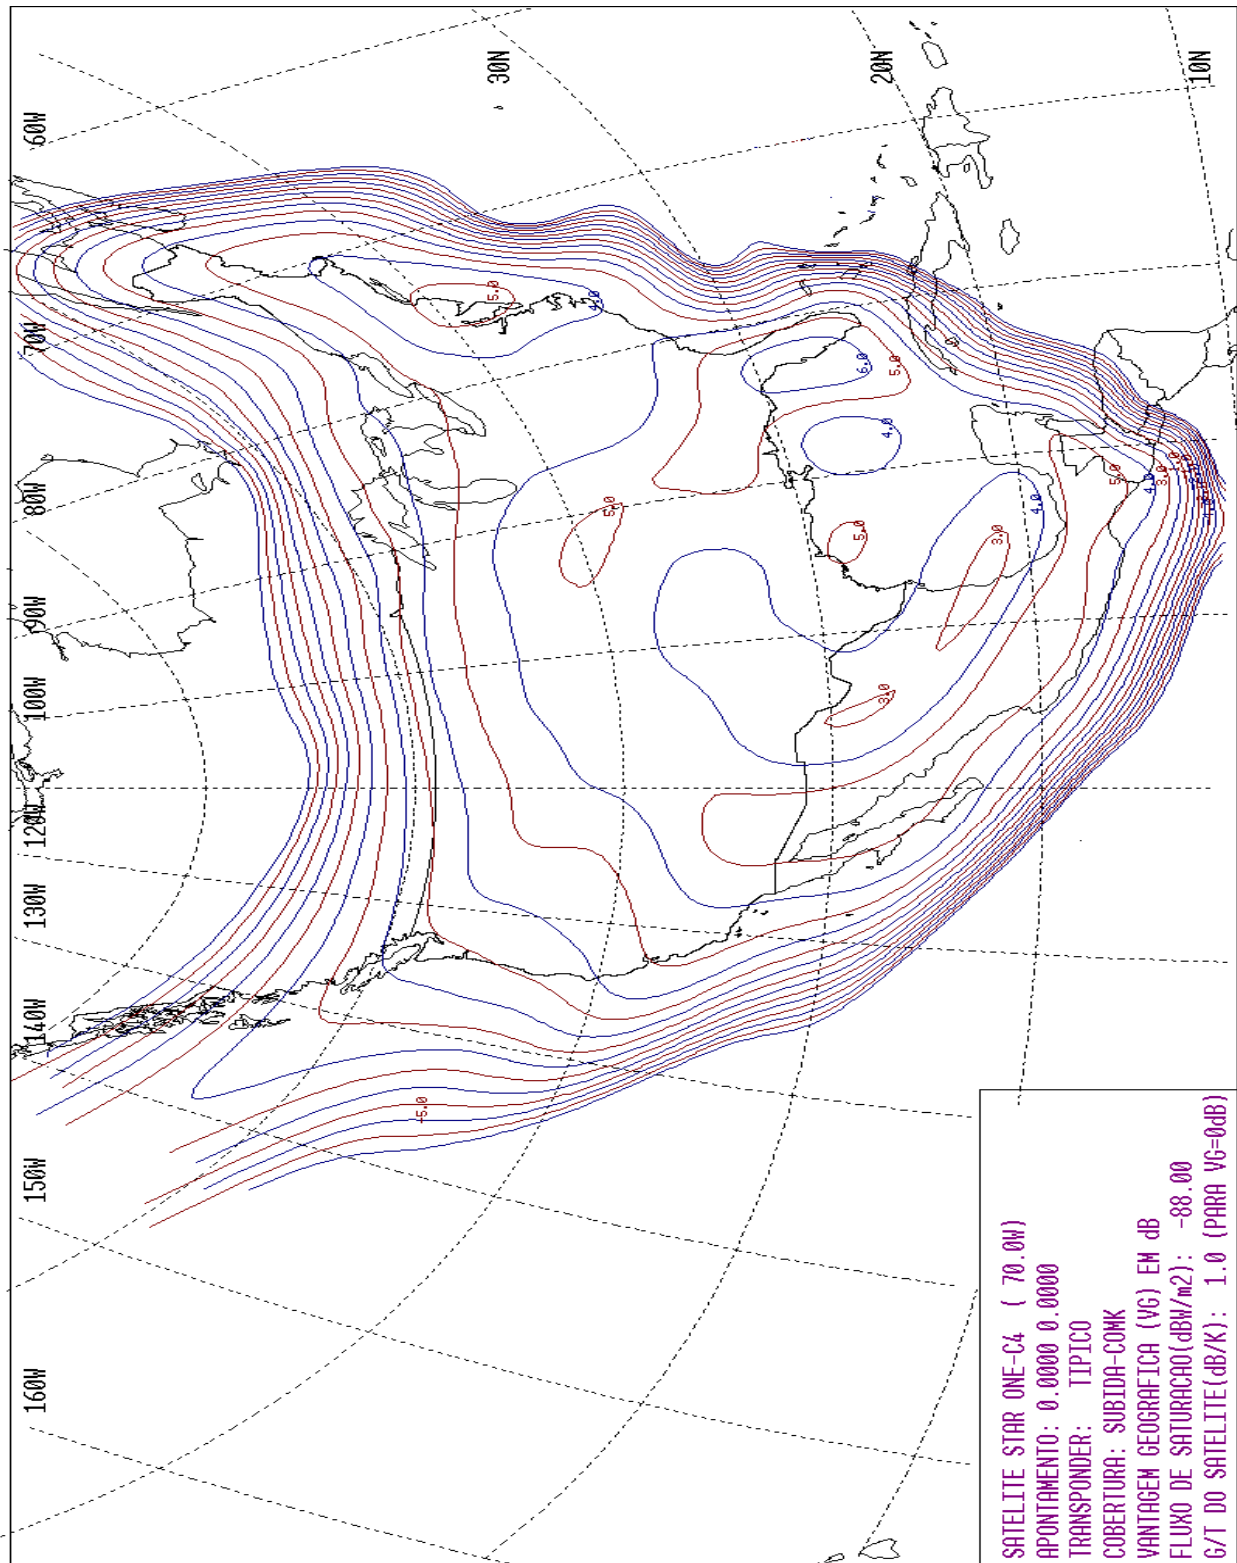 60W
70W
80W
90W
100W
120W
130W
140W
150W
160W
30N
20N
10N
5.0
4.0
6.0
5.0
4.0
5.0
5.0
4.0
3.0
3.0
5.0
4.0
3.0
-5.0
SATELITE STAR ONE-C4 ( 70.0W)
APONTAMENTO: 0.0000 0.0000
TRANSPONDER: TIPICO
COBERTURA: SUBIDA-COMK
VANTAGEM GEOGRAFICA (VG) EM dB
FLUXO DE SATURACAO(dBW/m2): -88.00
G/T DO SATELITE(dB/K): 1.0 (PARA VG=0dB)